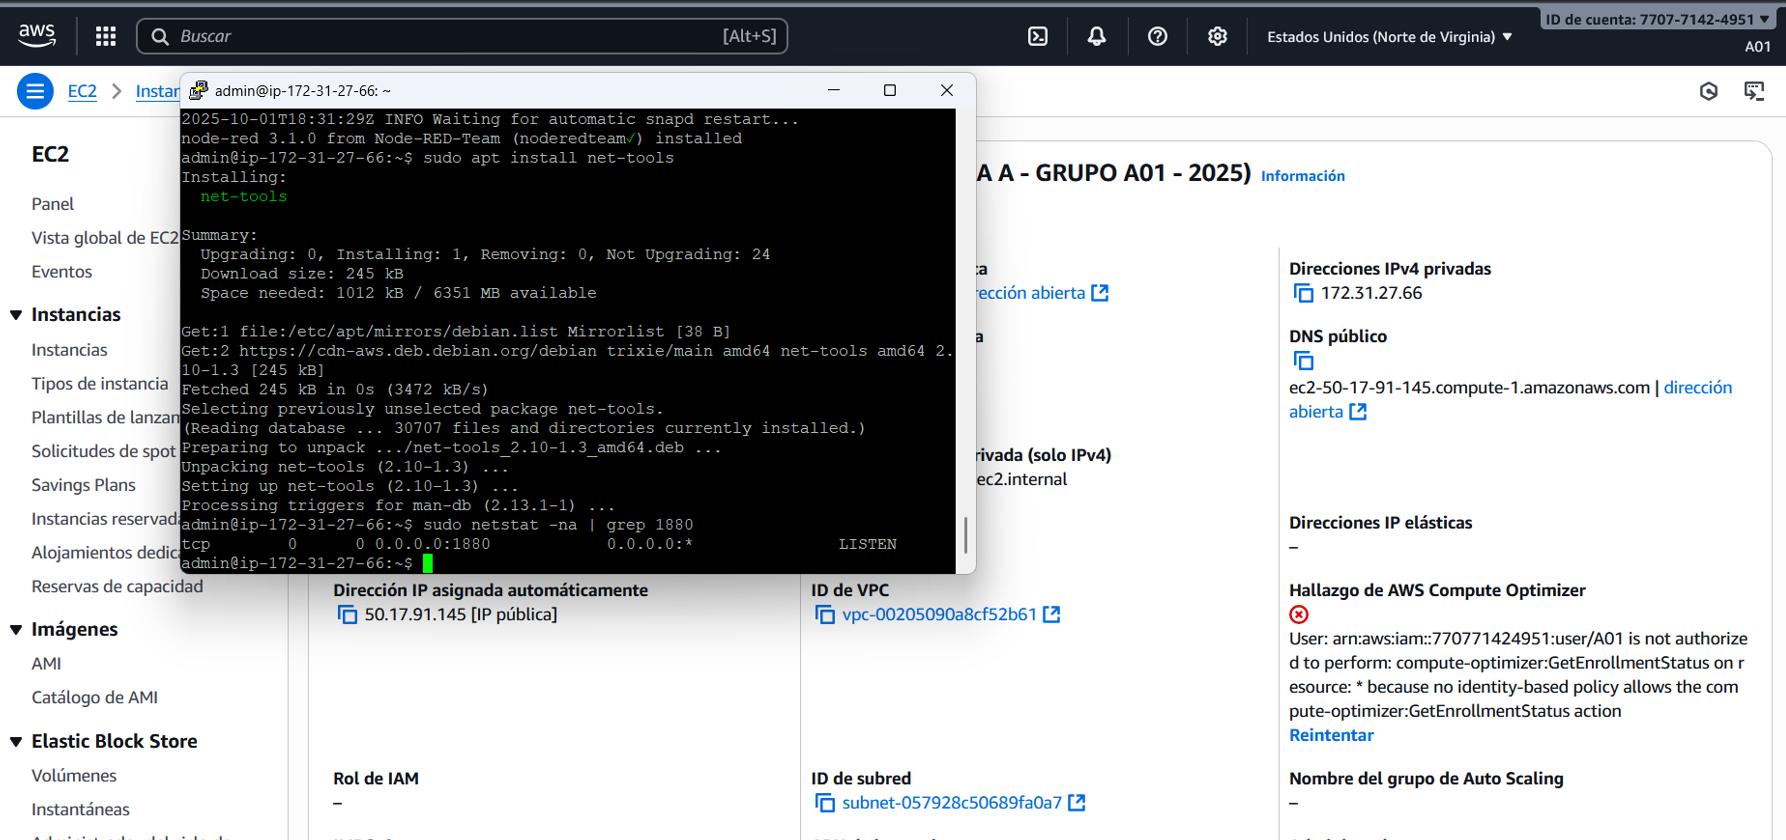 aws
Buscar
[Alt+S]
Estados Unidos (Norte de Virginia) ▼
ID de cuenta: 7707-7142-4951 ▼
A01
EC2
admin@ip-172-31-27-66: ~
EC2
Panel
Vista global de EC2
Eventos
Instancias
Instancias
Tipos de instancia
Solicitudes de spot
Savings Plans
Reservas de capacidad
Imágenes
AMI
Catálogo de AMI
Elastic Block Store
Volúmenes
Instantáneas
2025-10-01T18:31:29Z INFO Waiting for automatic snapd restart...
node-red 3.1.0 from Node-RED-Team (noderedteam✓) installed
admin@ip-172-31-27-66:~$ sudo apt install net-tools
Installing:
net-tools
Summary:
Upgrading: 0, Installing: 1, Removing: 0, Not Upgrading: 24
Download size: 245 kB
Space needed: 1012 kB / 6351 MB available
Get:1 file:/etc/apt/mirrors/debian.list Mirrorlist [38 B]
Get:2 https://cdn-aws.deb.debian.org/debian trixie/main amd64 net-tools amd64 2.
10-1.3 [245 kB]
Fetched 245 kB in 0s (3472 kB/s)
Selecting previously unselected package net-tools.
(Reading database ... 30707 files and directories currently installed.)
Preparing to unpack .../net-tools_2.10-1.3_amd64.deb ...
Unpacking net-tools (2.10-1.3) ...
Setting up net-tools (2.10-1.3) ...
Processing triggers for man-db (2.13.1-1) ...
admin@ip-172-31-27-66:~$ sudo netstat -na | grep 1880
tcp 0 0 0.0.0.0:1880 0.0.0.0:* LISTEN
admin@ip-172-31-27-66:~$
A A - GRUPO A01 - 2025) Información
dirección abierta
rivada (solo IPv4)
ec2.internal
Direcciones IPv4 privadas
172.31.27.66
DNS público
ec2-50-17-91-145.compute-1.amazonaws.com | dirección
abierta
Direcciones IP elásticas
–
Dirección IP asignada automáticamente
50.17.91.145 [IP pública]
ID de VPC
vpc-00205090a8cf52b61
Hallazgo de AWS Compute Optimizer
User: arn:aws:iam::770771424951:user/A01 is not authorize
d to perform: compute-optimizer:GetEnrollmentStatus on r
esource: * because no identity-based policy allows the com
pute-optimizer:GetEnrollmentStatus action
Reintentar
Rol de IAM
–
ID de subred
subnet-057928c50689fa0a7
Nombre del grupo de Auto Scaling
–